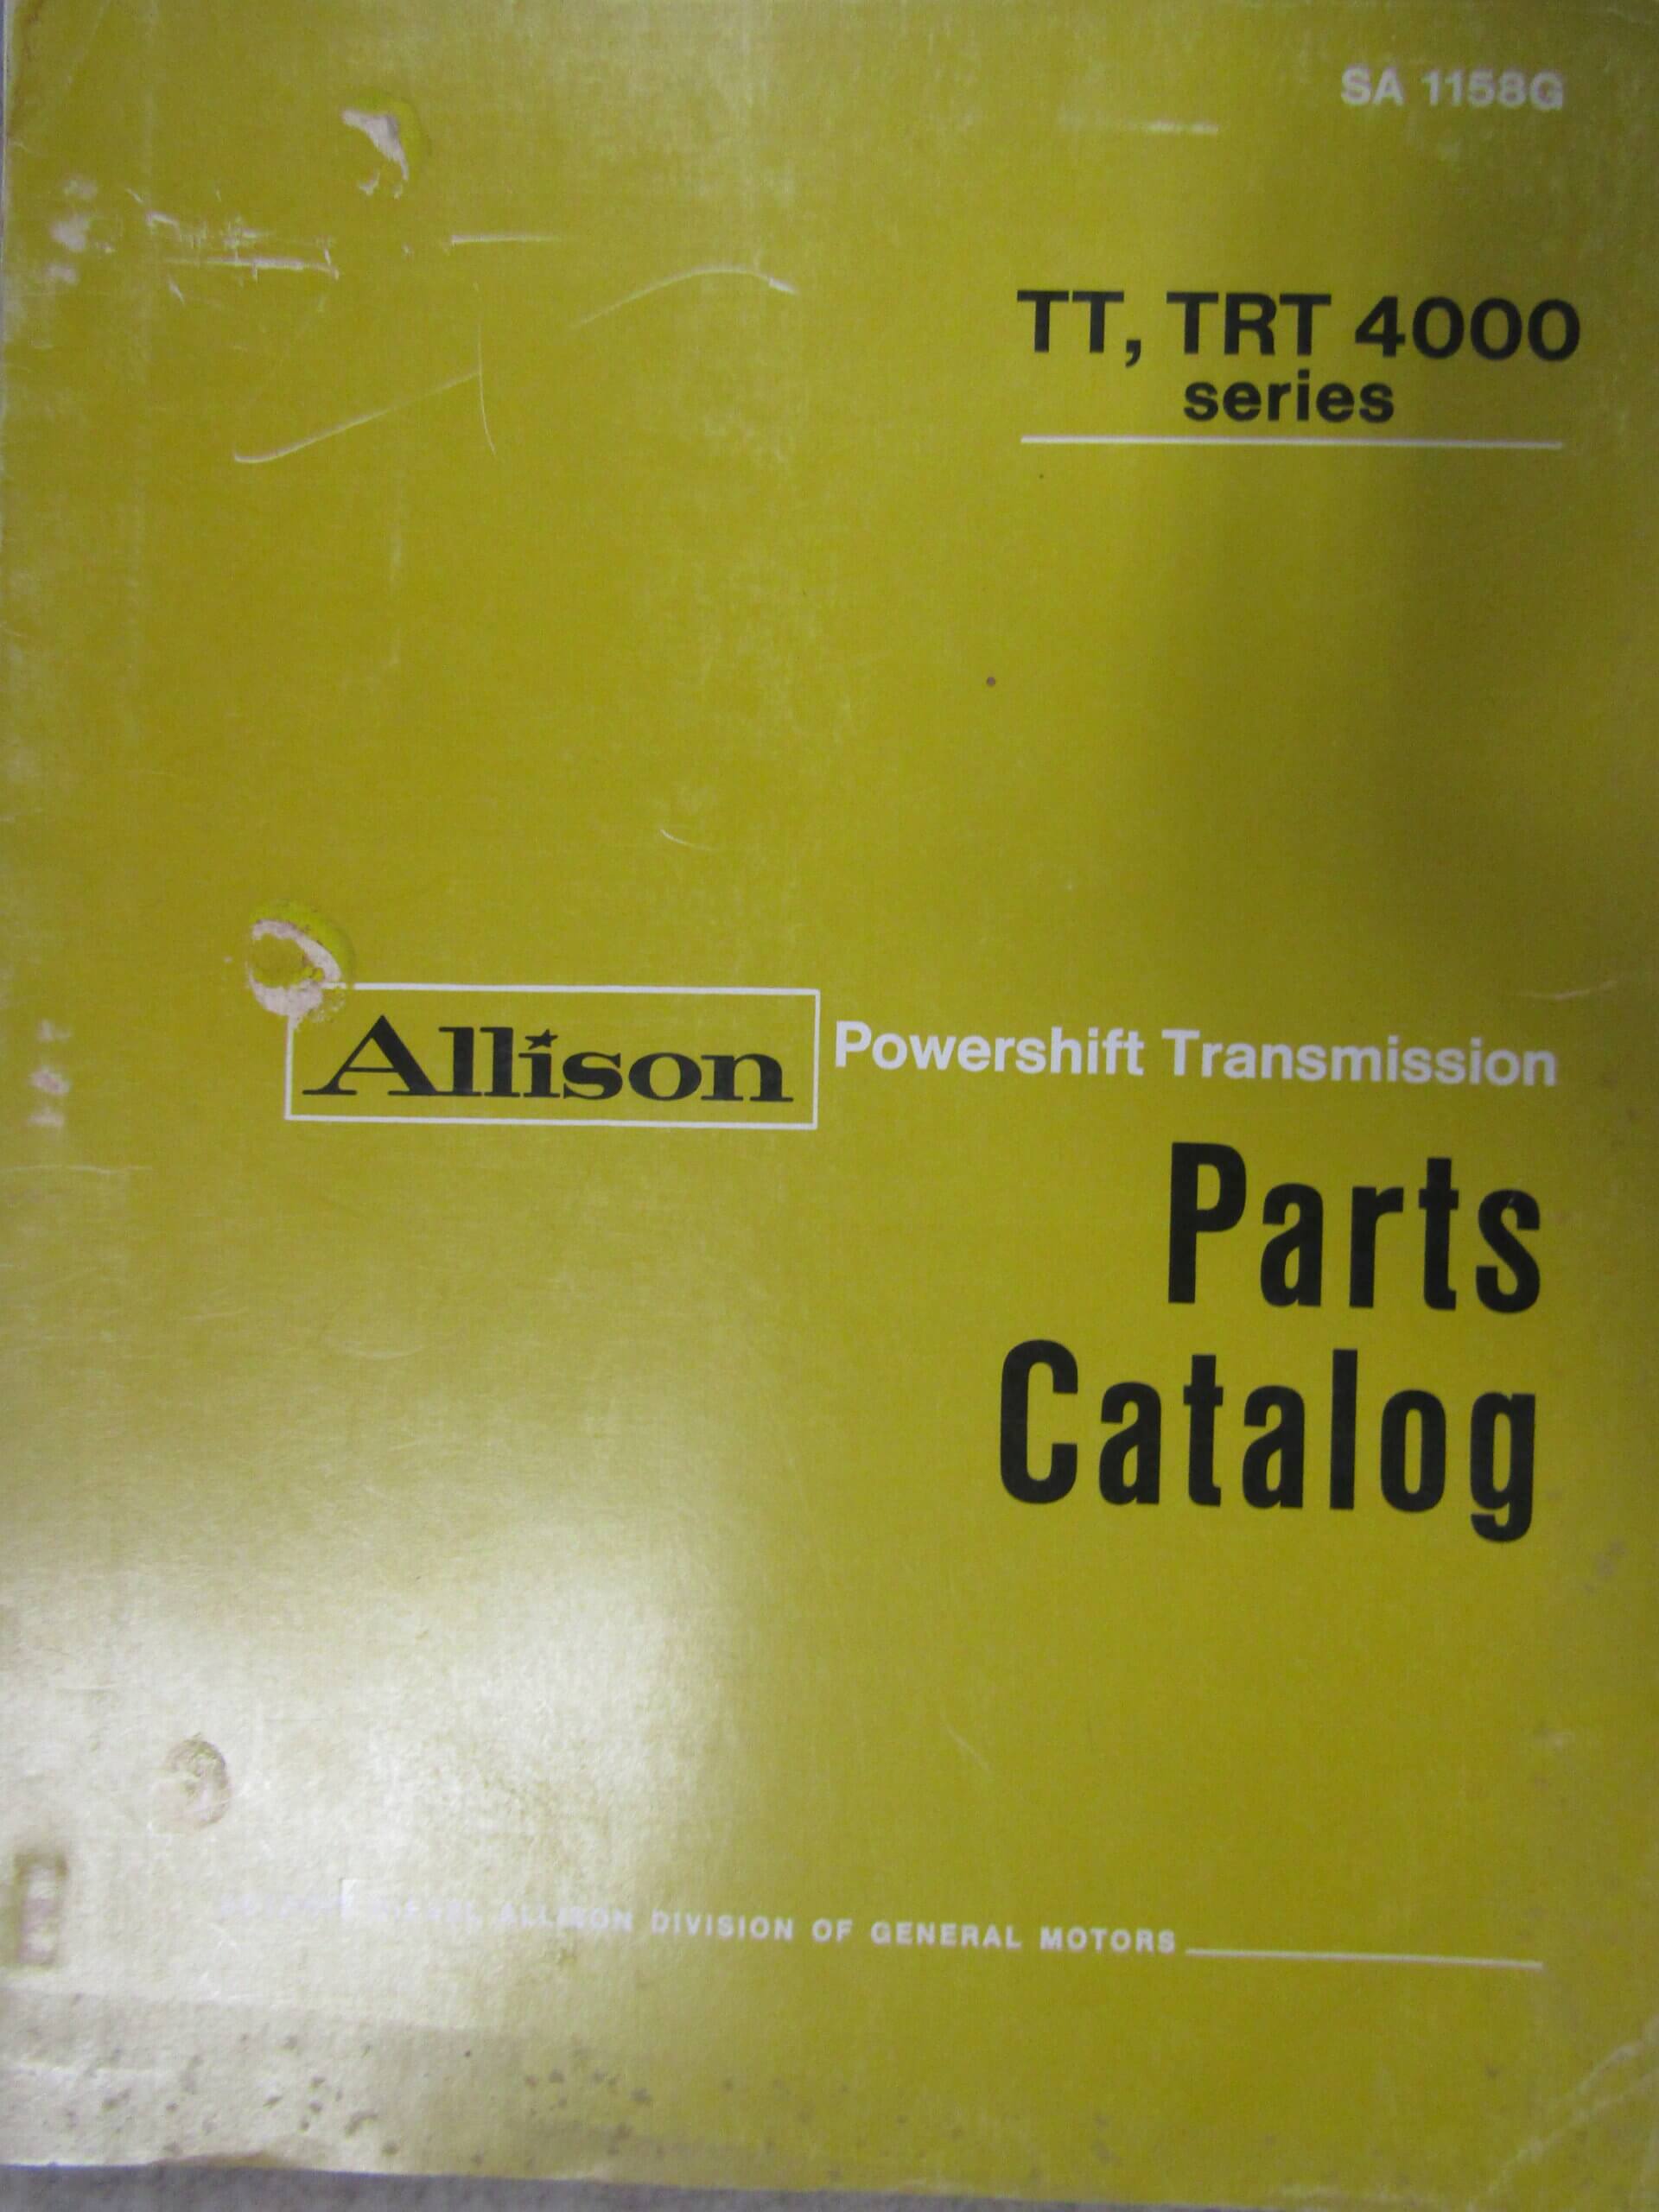 SA 1158G
TT, TRT 4000
series
Allison Powershift Transmission
Parts
Catalog
ALLISON DIVISION OF GENERAL MOTORS